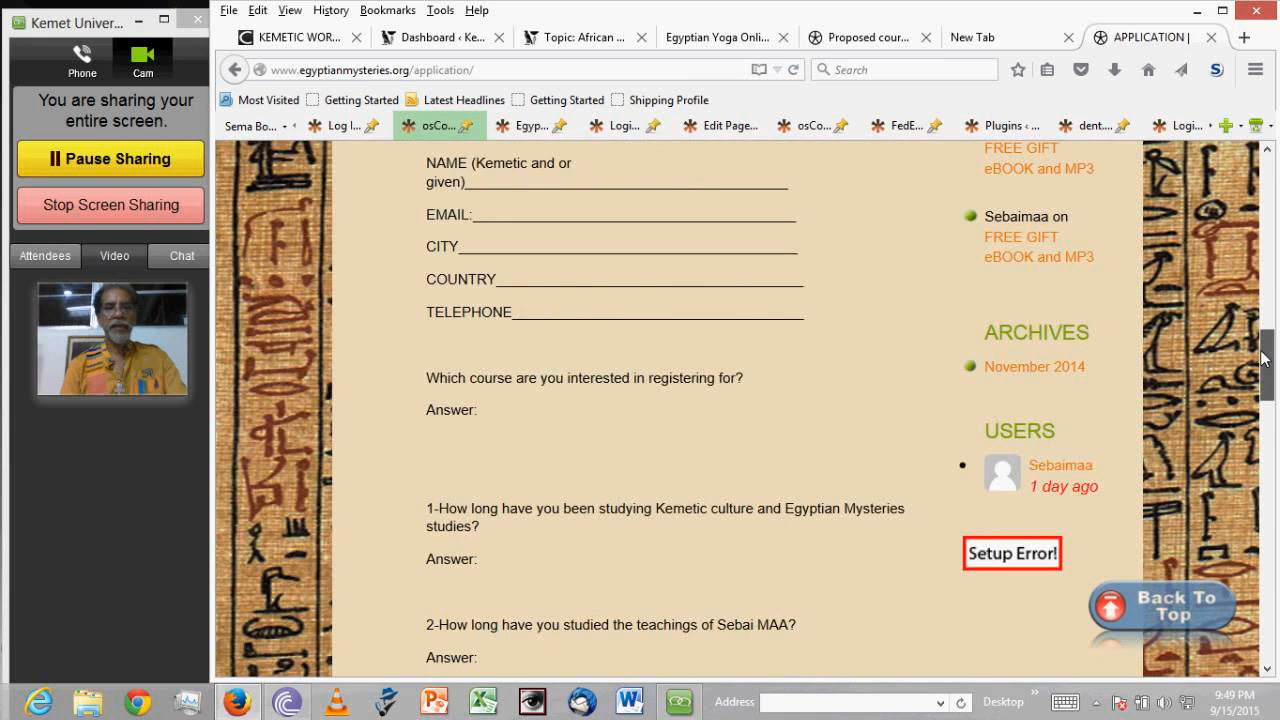 Kemet Univer...
Phone
Cam
You are sharing your
entire screen.
Pause Sharing
Stop Screen Sharing
Attendees
Video
Chat
File Edit View History Bookmarks Tools Help
KEMETIC WOR...
Dashboard ‹ Ke...
Topic: African ...
Egyptian Yoga Onli...
Proposed cour...
New Tab
APPLICATION |
www.egyptianmysteries.org/application/
Search
Most Visited
Getting Started
Latest Headlines
Getting Started
Shipping Profile
Sema Bo...
Log I...
osCo...
Egyp...
Logi...
Edit Page...
osCo...
FedE...
Plugins ‹ ...
dent...
Logi...
NAME (Kemetic and or
given)
EMAIL:
CITY
COUNTRY
TELEPHONE
Which course are you interested in registering for?
Answer:
1-How long have you been studying Kemetic culture and Egyptian Mysteries
studies?
Answer:
2-How long have you studied the teachings of Sebai MAA?
Answer:
FREE GIFT
eBOOK and MP3
Sebaimaa on
FREE GIFT
eBOOK and MP3
ARCHIVES
November 2014
USERS
Sebaimaa
1 day ago
Setup Error!
Back To
Top
Address
Desktop
9:49 PM
9/15/2015